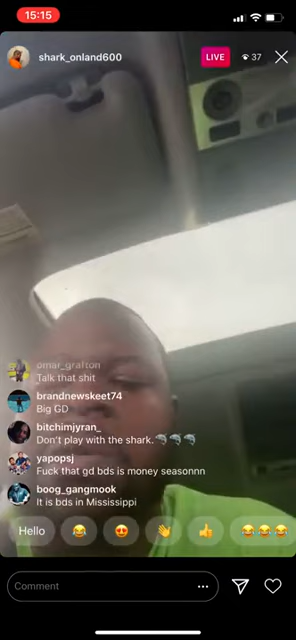 15:15
shark_onland600
LIVE
37
omar_gralton
Talk that shit
brandnewskeet74
Big GD
bitchimjyran_
Don't play with the shark.
yapopsj
Fuck that gd bds is money seasonnn
boog_gangmook
It is bds in Mississippi
Hello
Comment